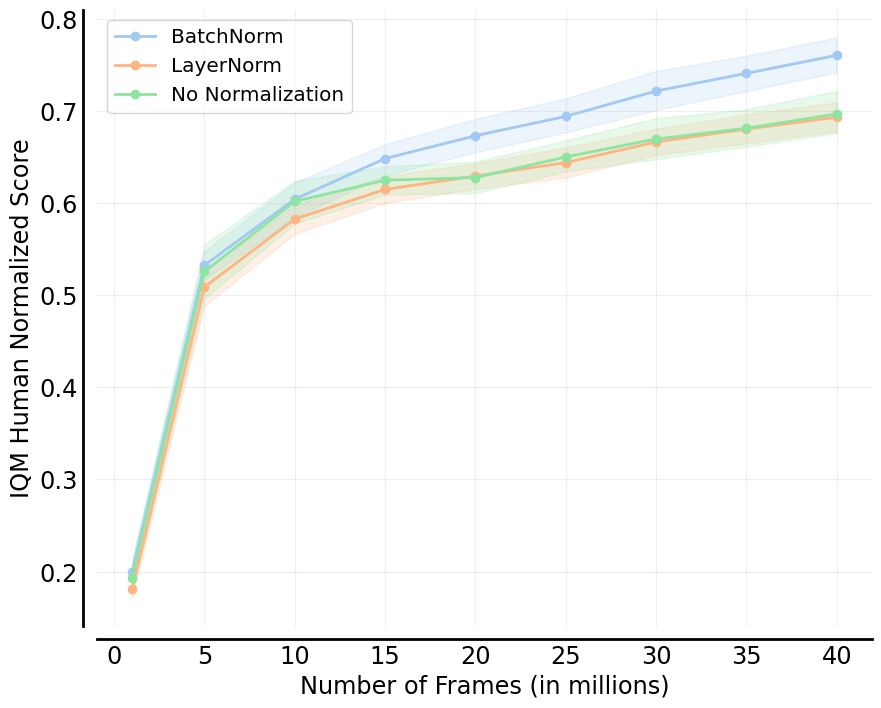 BatchNorm
LayerNorm
No Normalization
IQM Human Normalized Score
0.8
0.7
0.6
0.5
0.4
0.3
0.2
0 5 10 15 20 25 30 35 40
Number of Frames (in millions)